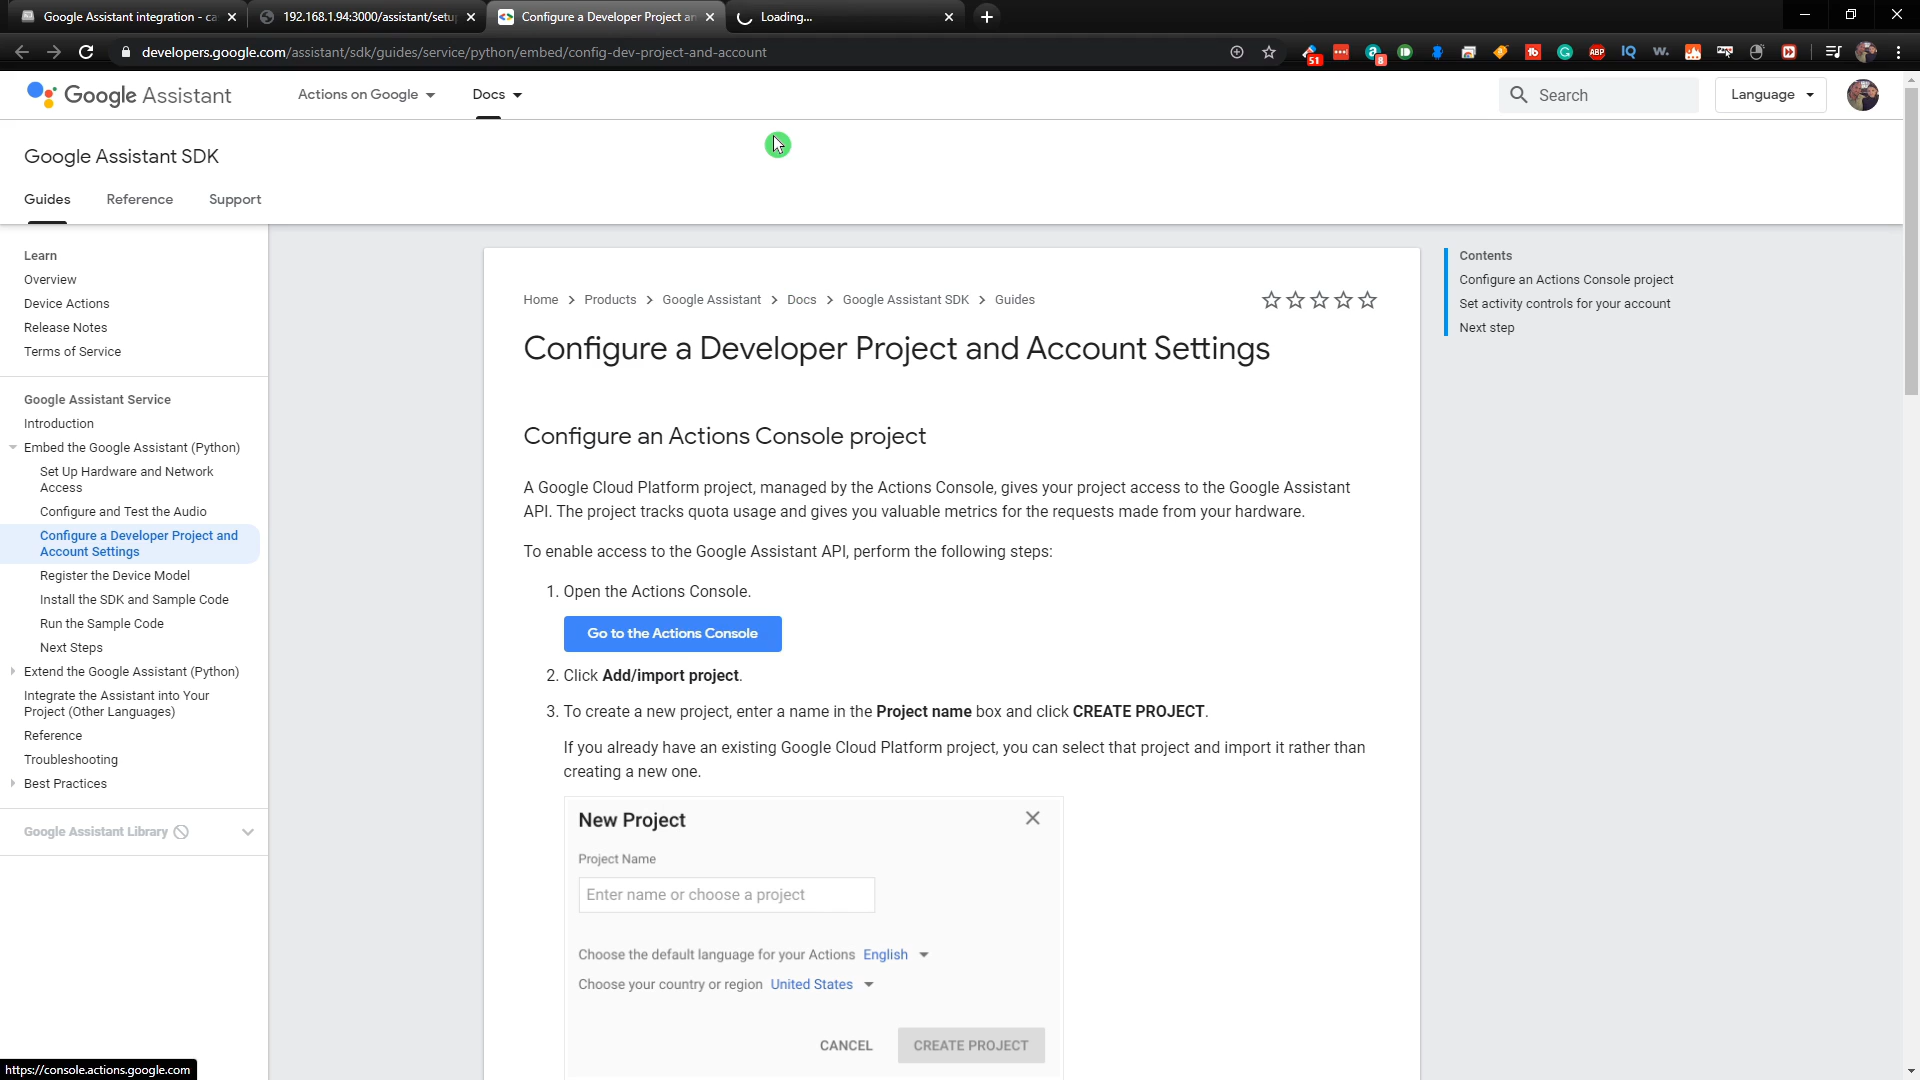 Google Assistant integration - ca
192.168.1.94:3000/assistant/setu
Configure a Developer Project an
Loading...
developers.google.com/assistant/sdk/guides/service/python/embed/config-dev-project-and-account
51
8
ABP
IQ
w.
Google Assistant
Actions on Google
Docs
Search
Language
Google Assistant SDK
Guides
Reference
Support
Learn
Overview
Device Actions
Release Notes
Terms of Service
Google Assistant Service
Introduction
Embed the Google Assistant (Python)
Set Up Hardware and Network
Access
Configure and Test the Audio
Configure a Developer Project and
Account Settings
Register the Device Model
Install the SDK and Sample Code
Run the Sample Code
Next Steps
Extend the Google Assistant (Python)
Integrate the Assistant into Your
Project (Other Languages)
Reference
Troubleshooting
Best Practices
Google Assistant Library
Home > Products > Google Assistant > Docs > Google Assistant SDK > Guides
Configure a Developer Project and Account Settings
Configure an Actions Console project
A Google Cloud Platform project, managed by the Actions Console, gives your project access to the Google Assistant
API. The project tracks quota usage and gives you valuable metrics for the requests made from your hardware.
To enable access to the Google Assistant API, perform the following steps:
1. Open the Actions Console.
Go to the Actions Console
2. Click Add/import project.
3. To create a new project, enter a name in the Project name box and click CREATE PROJECT.
If you already have an existing Google Cloud Platform project, you can select that project and import it rather than
creating a new one.
New Project
Project Name
Enter name or choose a project
Choose the default language for your Actions English
Choose your country or region United States
CANCEL
CREATE PROJECT
Contents
Configure an Actions Console project
Set activity controls for your account
Next step
https://console.actions.google.com